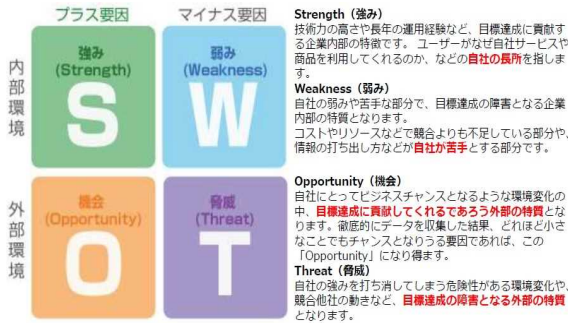 プラス要因
マイナス要因
内部環境
強み
(Strength)
S
弱み
(Weakness)
W
外部環境
機会
(Opportunity)
O
脅威
(Threat)
T
Strength（強み）
技術力の高さや長年の運用経験など、目標達成に貢献す
る企業内部の特徴です。 ユーザーがなぜ自社サービスや
商品を利用してくれるのか、などの自社の長所を指しま
す。
Weakness（弱み）
自社の弱みや苦手な部分で、目標達成の障害となる企業
内部の特質となります。
コストやリソースなどで競合よりも不足している部分や、
情報の打ち出し方などが自社が苦手とする部分です。
Opportunity（機会）
自社にとってビジネスチャンスとなるような環境変化の
中、目標達成に貢献してくれるであろう外部の特質とな
ります。徹底的にデータを収集した結果、どれほど小さ
なことでもチャンスとなりうる要因であれば、この
「Opportunity」になり得ます。
Threat（脅威）
自社の強みを打ち消してしまう危険性がある環境変化や、
競合他社の動きなど、目標達成の障害となる外部の特質
となります。